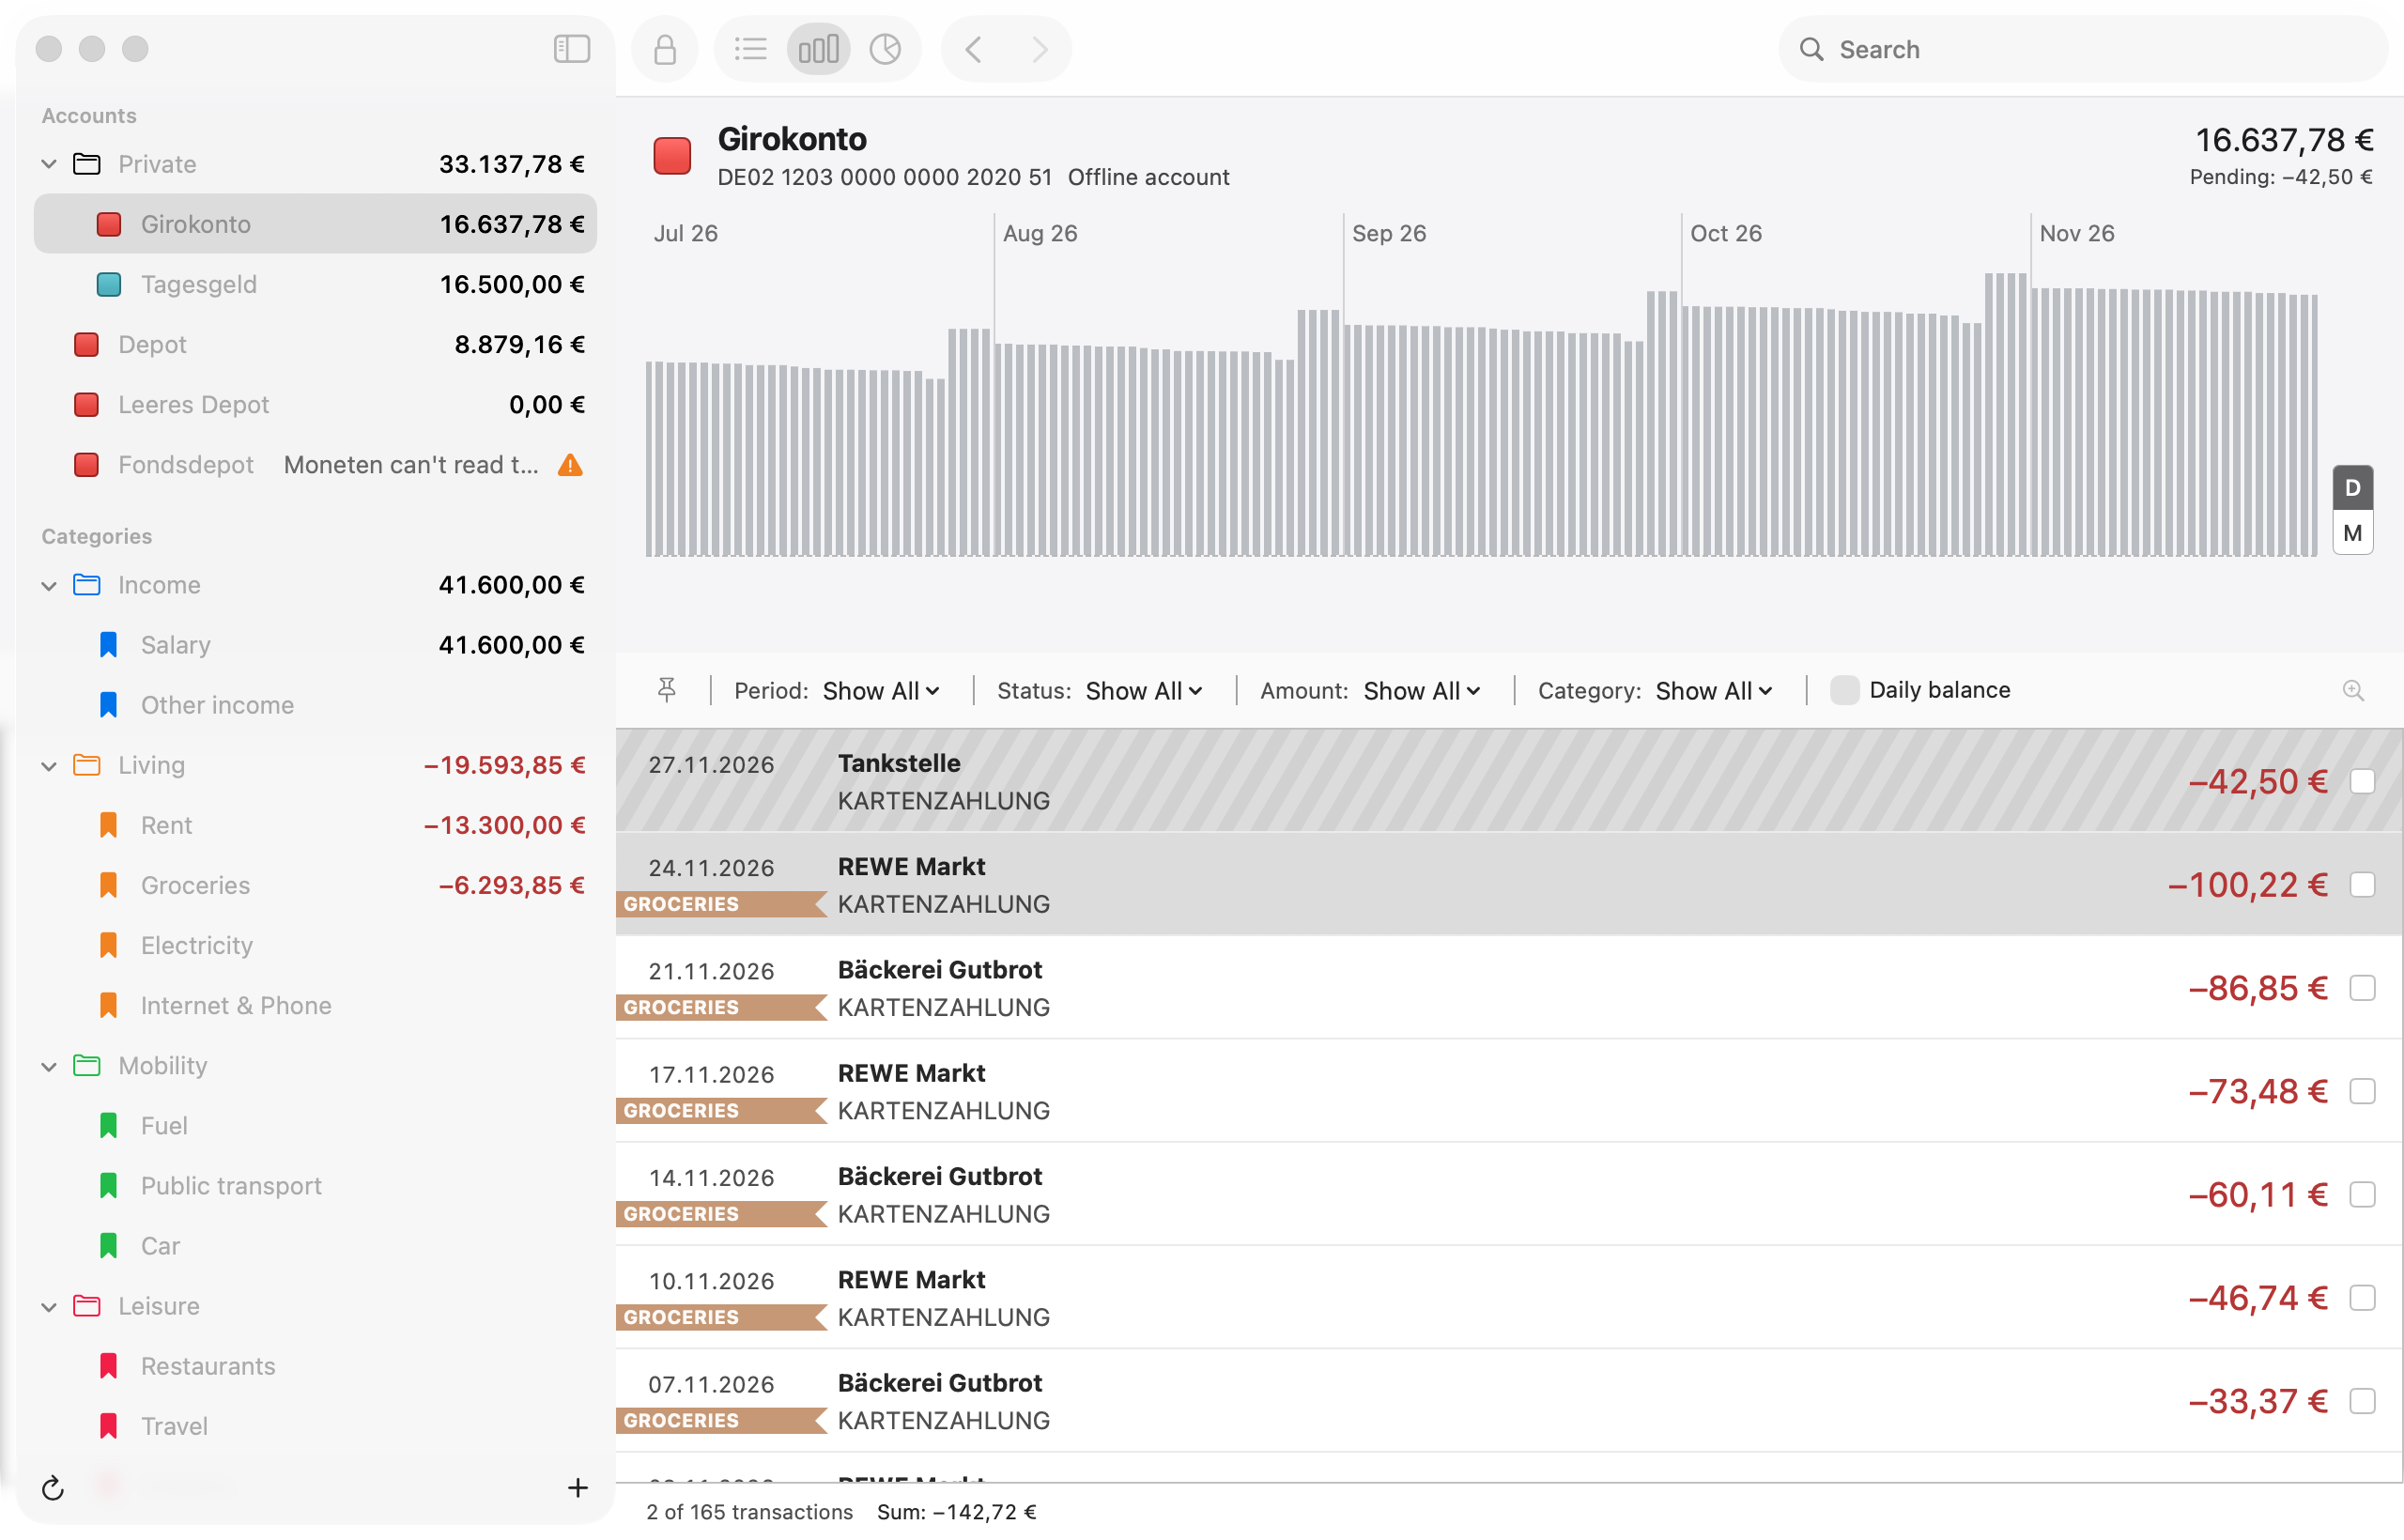 Search
Accounts
Private 33.137,78 €
Girokonto 16.637,78 €
Tagesgeld 16.500,00 €
Depot 8.879,16 €
Leeres Depot 0,00 €
Fondsdepot Moneten can't read t...
Categories
Income 41.600,00 €
Salary 41.600,00 €
Other income
Living −19.593,85 €
Rent −13.300,00 €
Groceries −6.293,85 €
Electricity
Internet & Phone
Mobility
Fuel
Public transport
Car
Leisure
Restaurants
Travel
Girokonto 16.637,78 €
DE02 1203 0000 0000 2020 51 Offline account Pending: −42,50 €
Jul 26 Aug 26 Sep 26 Oct 26 Nov 26
D
M
Period: Show All Status: Show All Amount: Show All Category: Show All Daily balance
27.11.2026 Tankstelle −42,50 €
KARTENZAHLUNG
24.11.2026 REWE Markt −100,22 €
GROCERIES KARTENZAHLUNG
21.11.2026 Bäckerei Gutbrot −86,85 €
GROCERIES KARTENZAHLUNG
17.11.2026 REWE Markt −73,48 €
GROCERIES KARTENZAHLUNG
14.11.2026 Bäckerei Gutbrot −60,11 €
GROCERIES KARTENZAHLUNG
10.11.2026 REWE Markt −46,74 €
GROCERIES KARTENZAHLUNG
07.11.2026 Bäckerei Gutbrot −33,37 €
GROCERIES KARTENZAHLUNG
REWE Markt
2 of 165 transactions Sum: −142,72 €